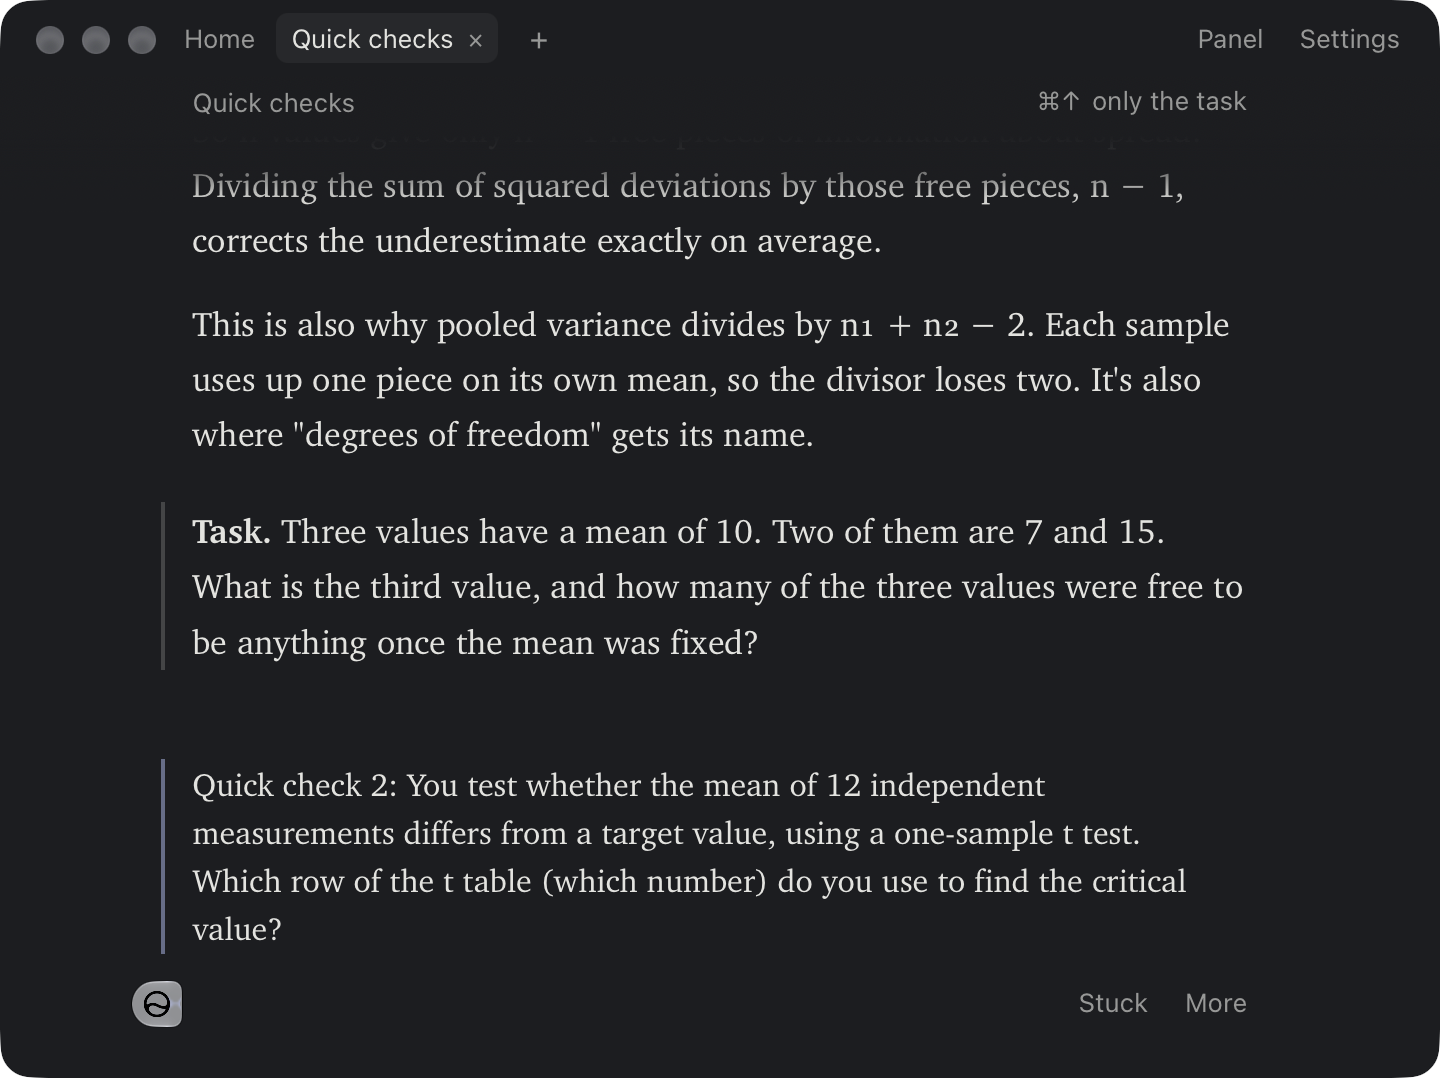 Home
Quick checks ×
+
Panel
Settings
Quick checks
⌘↑ only the task
Dividing the sum of squared deviations by those free pieces, n − 1,
corrects the underestimate exactly on average.
This is also why pooled variance divides by n₁ + n₂ − 2. Each sample
uses up one piece on its own mean, so the divisor loses two. It's also
where "degrees of freedom" gets its name.
Task. Three values have a mean of 10. Two of them are 7 and 15.
What is the third value, and how many of the three values were free to
be anything once the mean was fixed?
Quick check 2: You test whether the mean of 12 independent
measurements differs from a target value, using a one-sample t test.
Which row of the t table (which number) do you use to find the critical
value?
Stuck
More